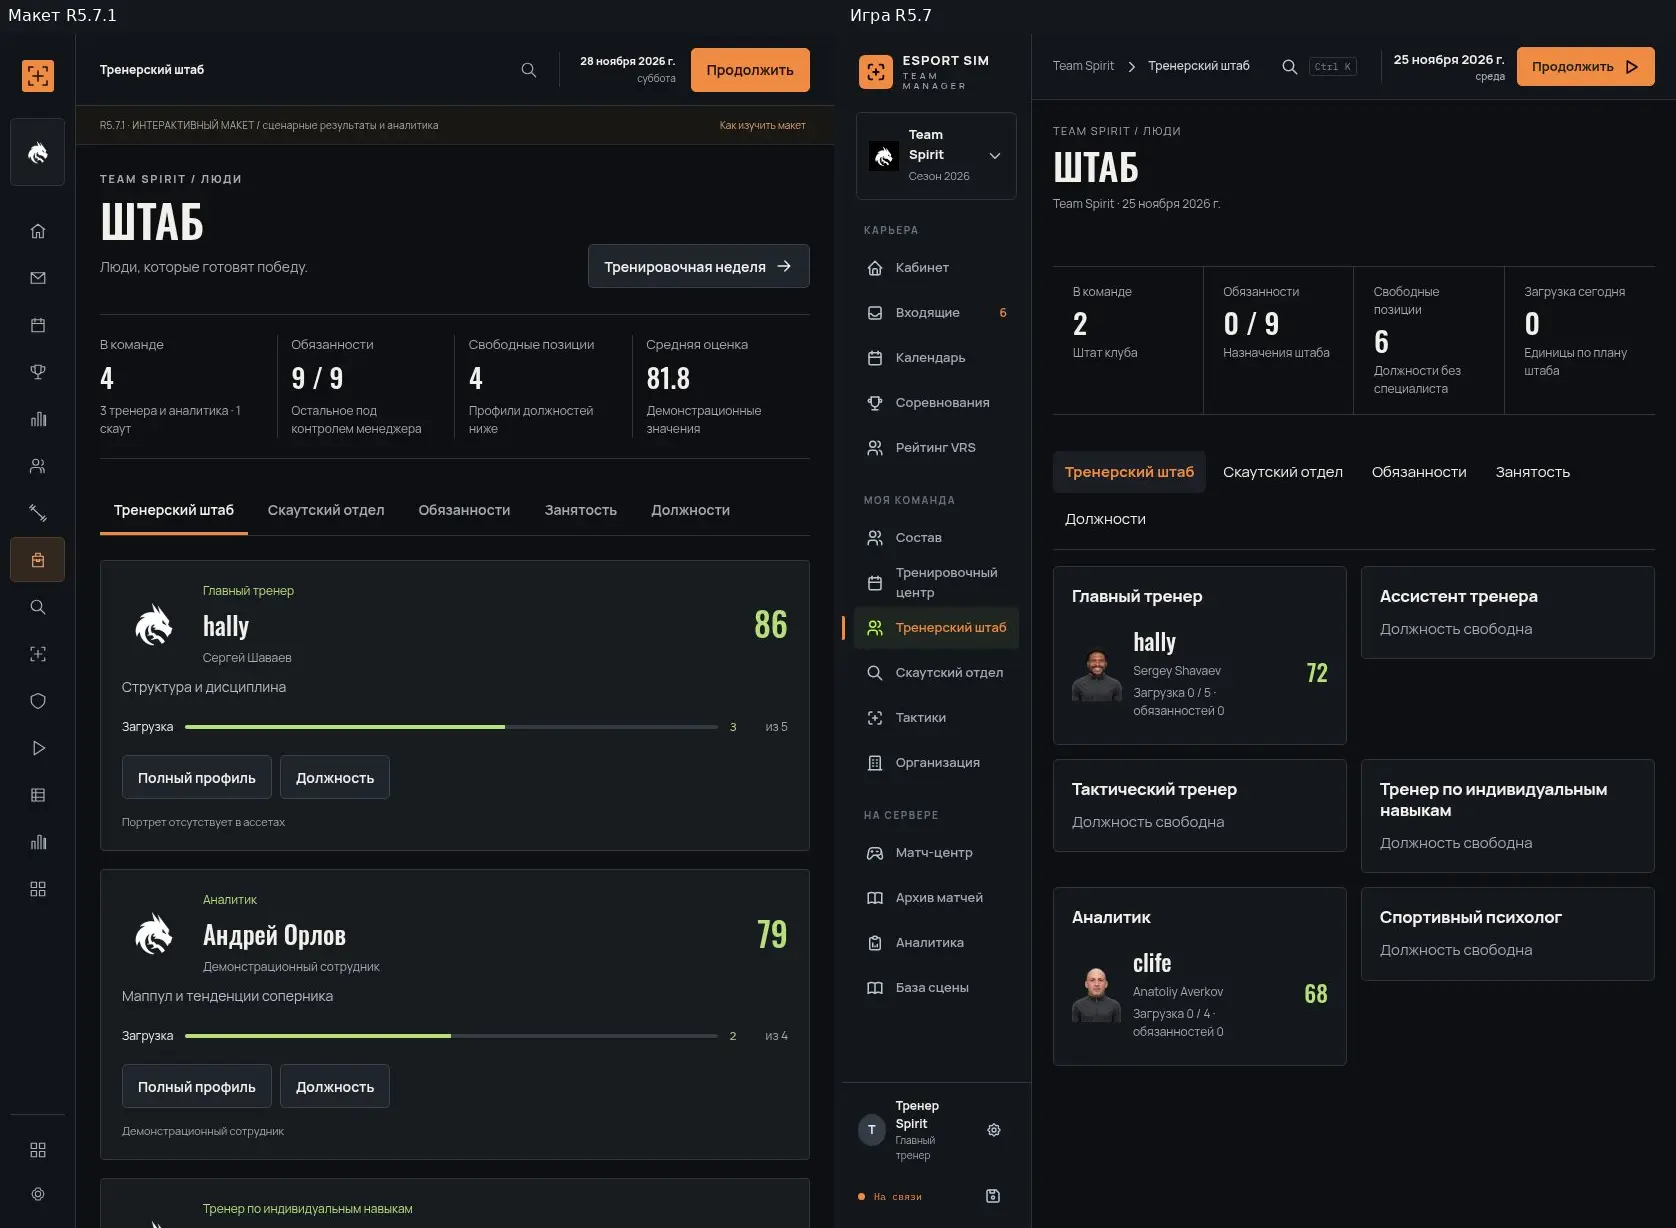 Макет R5.7.1
Тренерский штаб
28 ноября 2026 г.
суббота
Продолжить
R5.7.1 · ИНТЕРАКТИВНЫЙ МАКЕТ / сценарные результаты и аналитика
Как изучить макет
TEAM SPIRIT / ЛЮДИ
ШТАБ
Люди, которые готовят победу.
Тренировочная неделя
В команде
4
3 тренера и аналитика · 1
скаут
Обязанности
9 / 9
Остальное под
контролем менеджера
Свободные позиции
4
Профили должностей
ниже
Средняя оценка
81.8
Демонстрационные
значения
Тренерский штаб
Скаутский отдел
Обязанности
Занятость
Должности
Главный тренер
hally
Сергей Шаваев
86
Структура и дисциплина
Загрузка
3
из 5
Полный профиль
Должность
Портрет отсутствует в ассетах
Аналитик
Андрей Орлов
Демонстрационный сотрудник
79
Маппул и тенденции соперника
Загрузка
2
из 4
Полный профиль
Должность
Демонстрационный сотрудник
Тренер по индивидуальным навыкам
Игра R5.7
ESPORT SIM
TEAM
MANAGER
Team
Spirit
Сезон 2026
КАРЬЕРА
Кабинет
Входящие 6
Календарь
Соревнования
Рейтинг VRS
МОЯ КОМАНДА
Состав
Тренировочный
центр
Тренерский штаб
Скаутский отдел
Тактики
Организация
НА СЕРВЕРЕ
Матч-центр
Архив матчей
Аналитика
База сцены
Т
Тренер
Spirit
Главный
тренер
На связи
Team Spirit
Тренерский штаб
Ctrl K
25 ноября 2026 г.
среда
Продолжить
TEAM SPIRIT / ЛЮДИ
ШТАБ
Team Spirit · 25 ноября 2026 г.
В команде
2
Штат клуба
Обязанности
0 / 9
Назначения штаба
Свободные
позиции
6
Должности без
специалиста
Загрузка сегодня
0
Единицы по плану
штаба
Тренерский штаб
Скаутский отдел
Обязанности
Занятость
Должности
Главный тренер
hally
Sergey Shavaev
Загрузка 0 / 5 ·
обязанностей 0
72
Ассистент тренера
Должность свободна
Тактический тренер
Должность свободна
Тренер по индивидуальным
навыкам
Должность свободна
Аналитик
clife
Anatoliy Averkov
Загрузка 0 / 4 ·
обязанностей 0
68
Спортивный психолог
Должность свободна